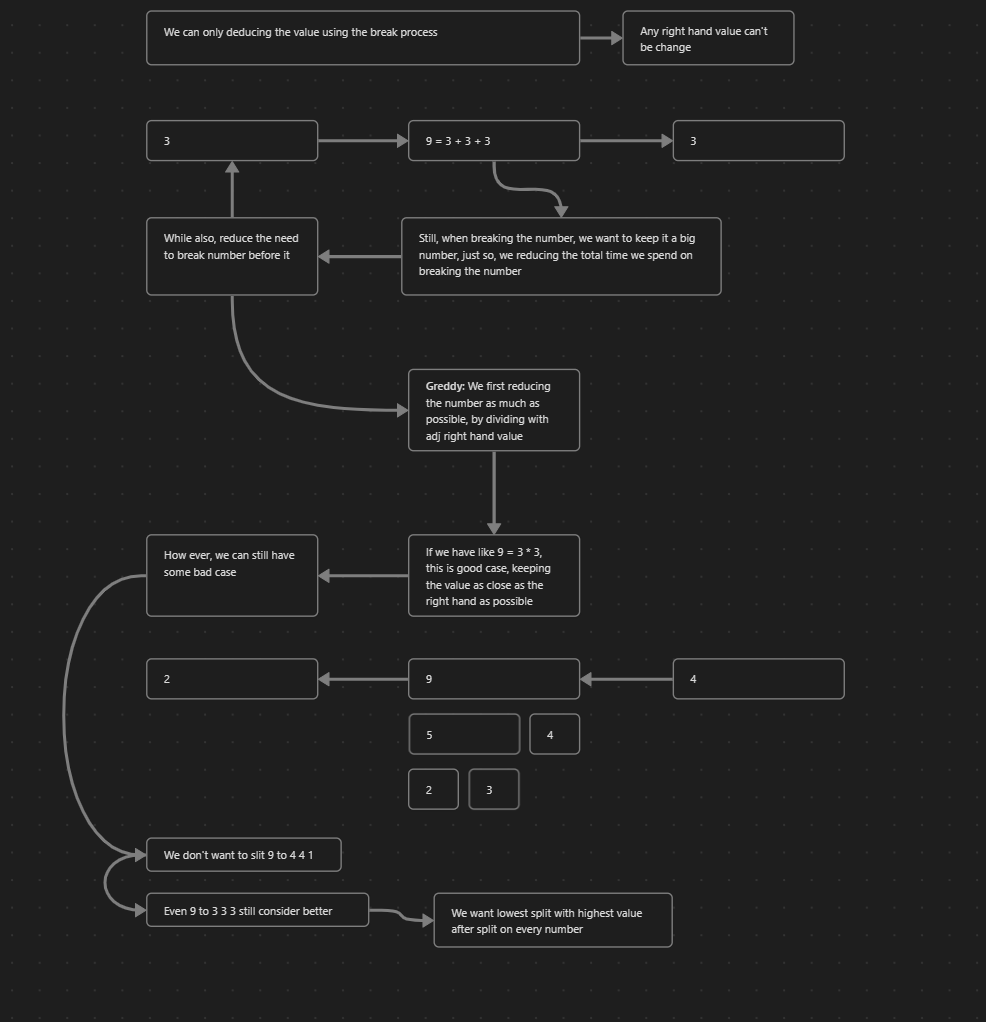 We can only deducing the value using the break process
Any right hand value can't
be change
3
9 = 3 + 3 + 3
3
While also, reduce the need
to break number before it
Still, when breaking the number, we want to keep it a big
number, just so, we reducing the total time we spend on
breaking the number
Greddy: We first reducing
the number as much as
possible, by dividing with
adj right hand value
How ever, we can still have
some bad case
If we have like 9 = 3 * 3,
this is good case, keeping
the value as close as the
right hand as possible
2
9
4
5
4
2
3
We don't want to slit 9 to 4 4 1
Even 9 to 3 3 3 still consider better
We want lowest split with highest value
after split on every number